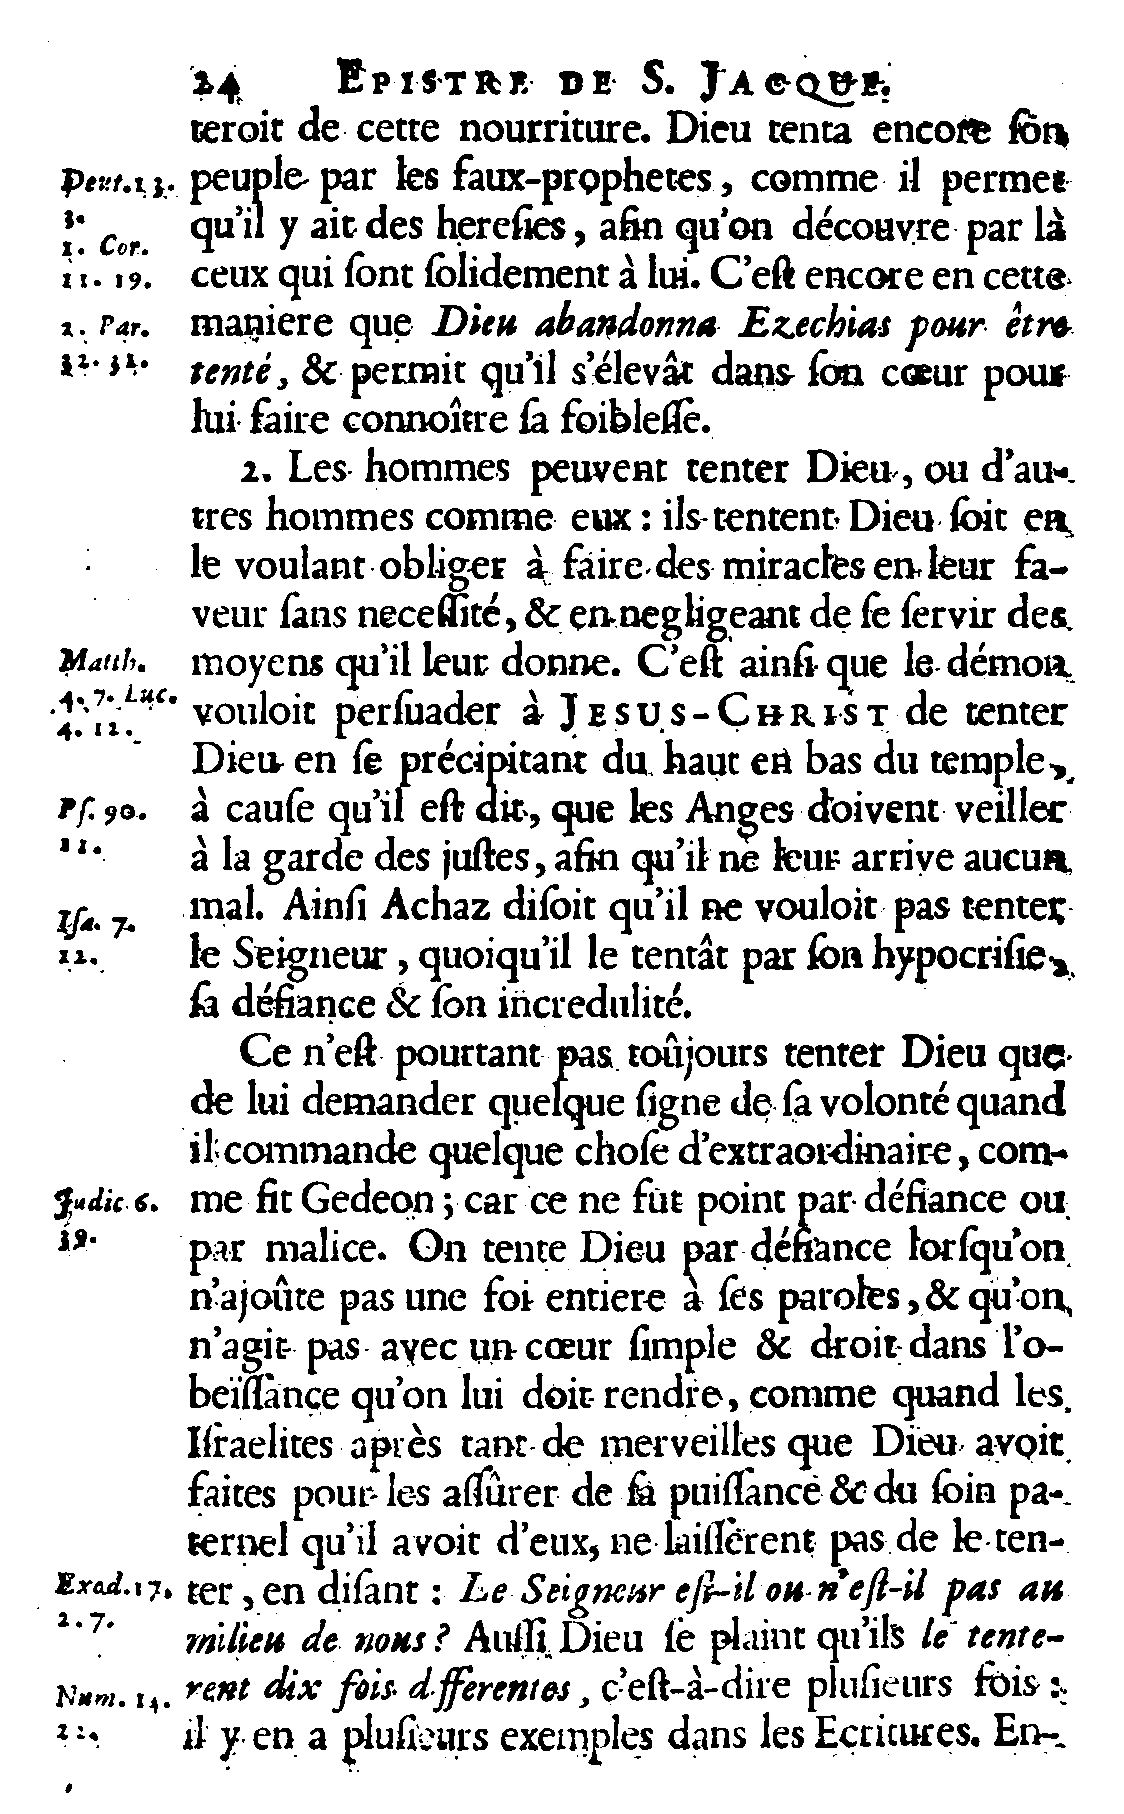 24 EPISTRE DE S. JACQUE.
teroit de cette nourriture. Dieu tenta encore ſon
Deut. 13. peuple par les faux-prophetes, comme il permet
3.
qu'il y ait des hereſies, afin qu'on découvre par là
1. Cor.
11. 19. ceux qui ſont ſolidement à lui. C'eſt encore en cette
2. Par. maniere que Dieu abandonna Ezechias pour être
32. 31. tenté, & permit qu'il s'élevât dans ſon cœur pour
lui faire connoître ſa foibleſſe.
2. Les hommes peuvent tenter Dieu, ou d'au-
tres hommes comme eux : ils tentent Dieu ſoit en
le voulant obliger à faire des miracles en leur fa-
veur ſans neceſſité, & en negligeant de ſe ſervir des
Matth. moyens qu'il leur donne. C'eſt ainſi que le démon
4. 7. Luc. vouloit perſuader à JESUS-CHRIST de tenter
4. 12.
Dieu en ſe précipitant du haut en bas du temple,
Pſ. 90. à cauſe qu'il eſt dit, que les Anges doivent veiller
11. à la garde des juſtes, afin qu'il ne leur arrive aucun
mal. Ainſi Achaz diſoit qu'il ne vouloit pas tenter
Iſa. 7.
12. le Seigneur, quoiqu'il le tentât par ſon hypocriſie,
ſa défiance & ſon incredulité.
Ce n'eſt pourtant pas toûjours tenter Dieu que
de lui demander quelque ſigne de ſa volonté quand
il commande quelque choſe d'extraordinaire, com-
Judic. 6. me fit Gedeon ; car ce ne fut point par défiance ou
39. par malice. On tente Dieu par défiance lorſqu'on
n'ajoûte pas une foi entiere à ſes paroles, & qu'on
n'agit pas avec un cœur ſimple & droit dans l'o-
beïſſance qu'on lui doit rendre, comme quand les
Iſraelites après tant de merveilles que Dieu avoit
faites pour les aſſûrer de ſa puiſſance & du ſoin pa-
ternel qu'il avoit d'eux, ne laiſſerent pas de le ten-
Exod. 17. ter, en diſant : Le Seigneur eſt-il ou n'eſt-il pas au
2. 7. milieu de nous ? Auſſi Dieu ſe plaint qu'ils le tente-
Num. 14. rent dix fois dfferentes, c'eſt-à-dire pluſieurs fois :
22. il y en a pluſieurs exemples dans les Ecritures. En-